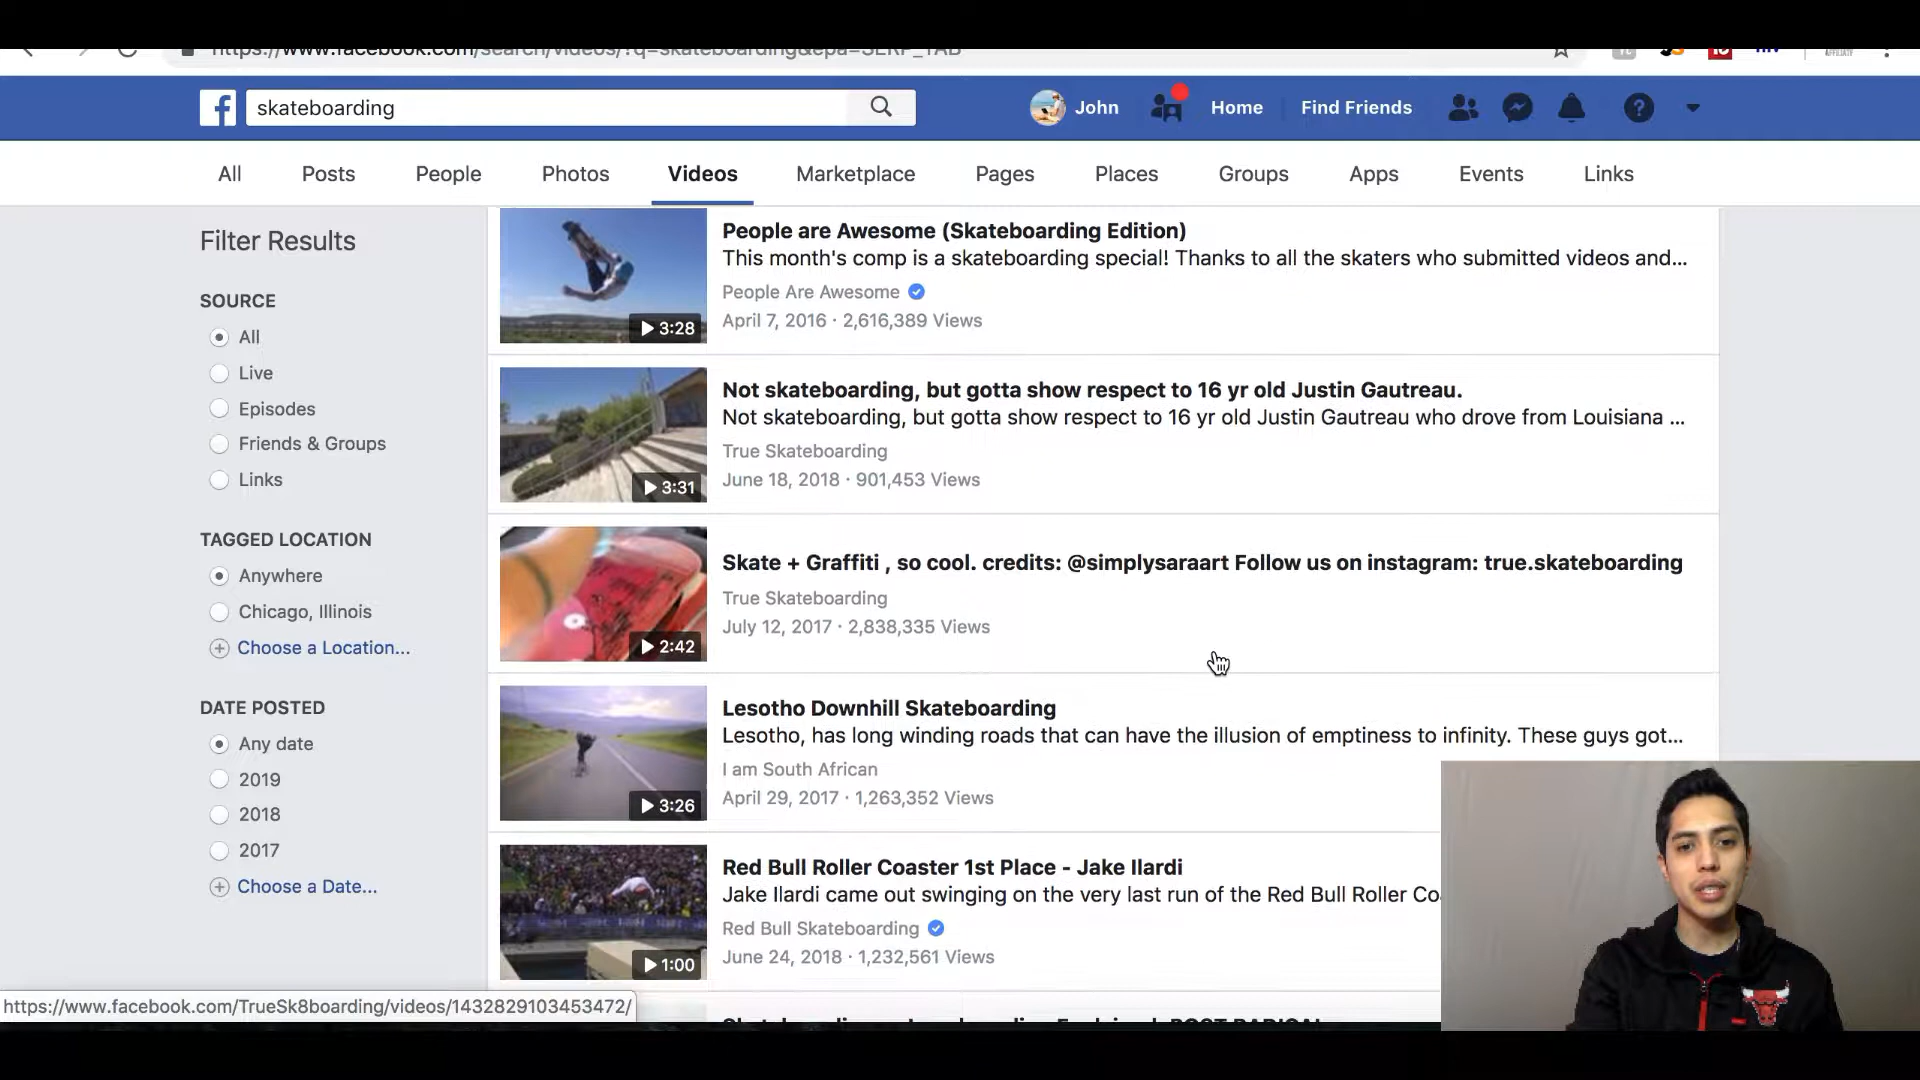 https://www.facebook.com/search/videos/?q=skateboarding&epa=SERP_TAB
skateboarding
John
Home
Find Friends
All
Posts
People
Photos
Videos
Marketplace
Pages
Places
Groups
Apps
Events
Links
Filter Results
SOURCE
All
Live
Episodes
Friends & Groups
Links
TAGGED LOCATION
Anywhere
Chicago, Illinois
Choose a Location...
DATE POSTED
Any date
2019
2018
2017
Choose a Date...
People are Awesome (Skateboarding Edition)
This month's comp is a skateboarding special! Thanks to all the skaters who submitted videos and...
People Are Awesome
April 7, 2016 · 2,616,389 Views
3:28
Not skateboarding, but gotta show respect to 16 yr old Justin Gautreau.
Not skateboarding, but gotta show respect to 16 yr old Justin Gautreau who drove from Louisiana ...
True Skateboarding
June 18, 2018 · 901,453 Views
3:31
Skate + Graffiti , so cool. credits: @simplysaraart Follow us on instagram: true.skateboarding
True Skateboarding
July 12, 2017 · 2,838,335 Views
2:42
Lesotho Downhill Skateboarding
Lesotho, has long winding roads that can have the illusion of emptiness to infinity. These guys got...
I am South African
April 29, 2017 · 1,263,352 Views
3:26
Red Bull Roller Coaster 1st Place - Jake Ilardi
Jake Ilardi came out swinging on the very last run of the Red Bull Roller Co
Red Bull Skateboarding
June 24, 2018 · 1,232,561 Views
1:00
https://www.facebook.com/TrueSk8boarding/videos/1432829103453472/